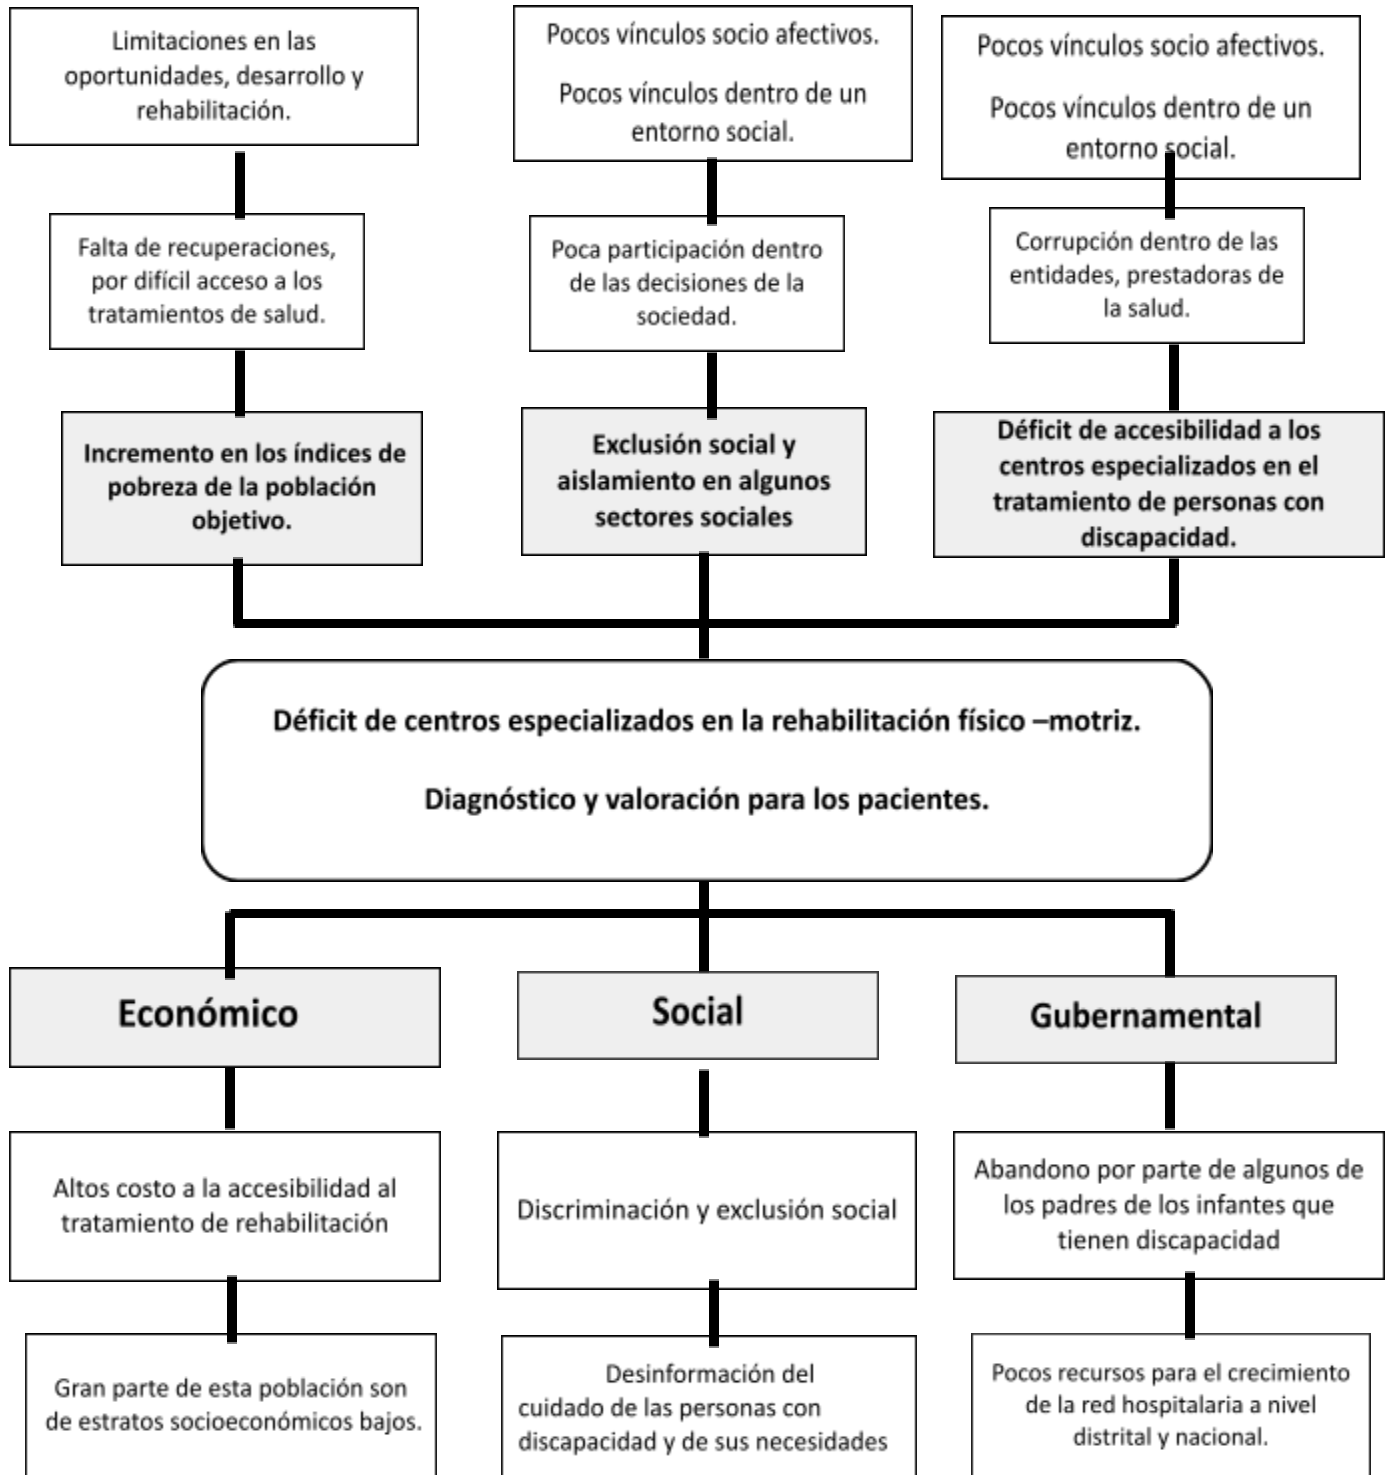 Limitaciones en las
oportunidades, desarrollo y
rehabilitación.
Pocos vínculos socio afectivos.
Pocos vínculos dentro de un
entorno social.
Pocos vínculos socio afectivos.
Pocos vínculos dentro de un
entorno social.
Falta de recuperaciones,
por difícil acceso a los
tratamientos de salud.
Poca participación dentro
de las decisiones de la
sociedad.
Corrupción dentro de las
entidades, prestadoras de
la salud.
Incremento en los índices de
pobreza de la población
objetivo.
Exclusión social y
aislamiento en algunos
sectores sociales
Déficit de accesibilidad a los
centros especializados en el
tratamiento de personas con
discapacidad.
Déficit de centros especializados en la rehabilitación físico –motriz.
Diagnóstico y valoración para los pacientes.
Económico
Social
Gubernamental
Altos costo a la accesibilidad al
tratamiento de rehabilitación
Discriminación y exclusión social
Abandono por parte de algunos de
los padres de los infantes que
tienen discapacidad
Gran parte de esta población son
de estratos socioeconómicos bajos.
Desinformación del
cuidado de las personas con
discapacidad y de sus necesidades
Pocos recursos para el crecimiento
de la red hospitalaria a nivel
distrital y nacional.